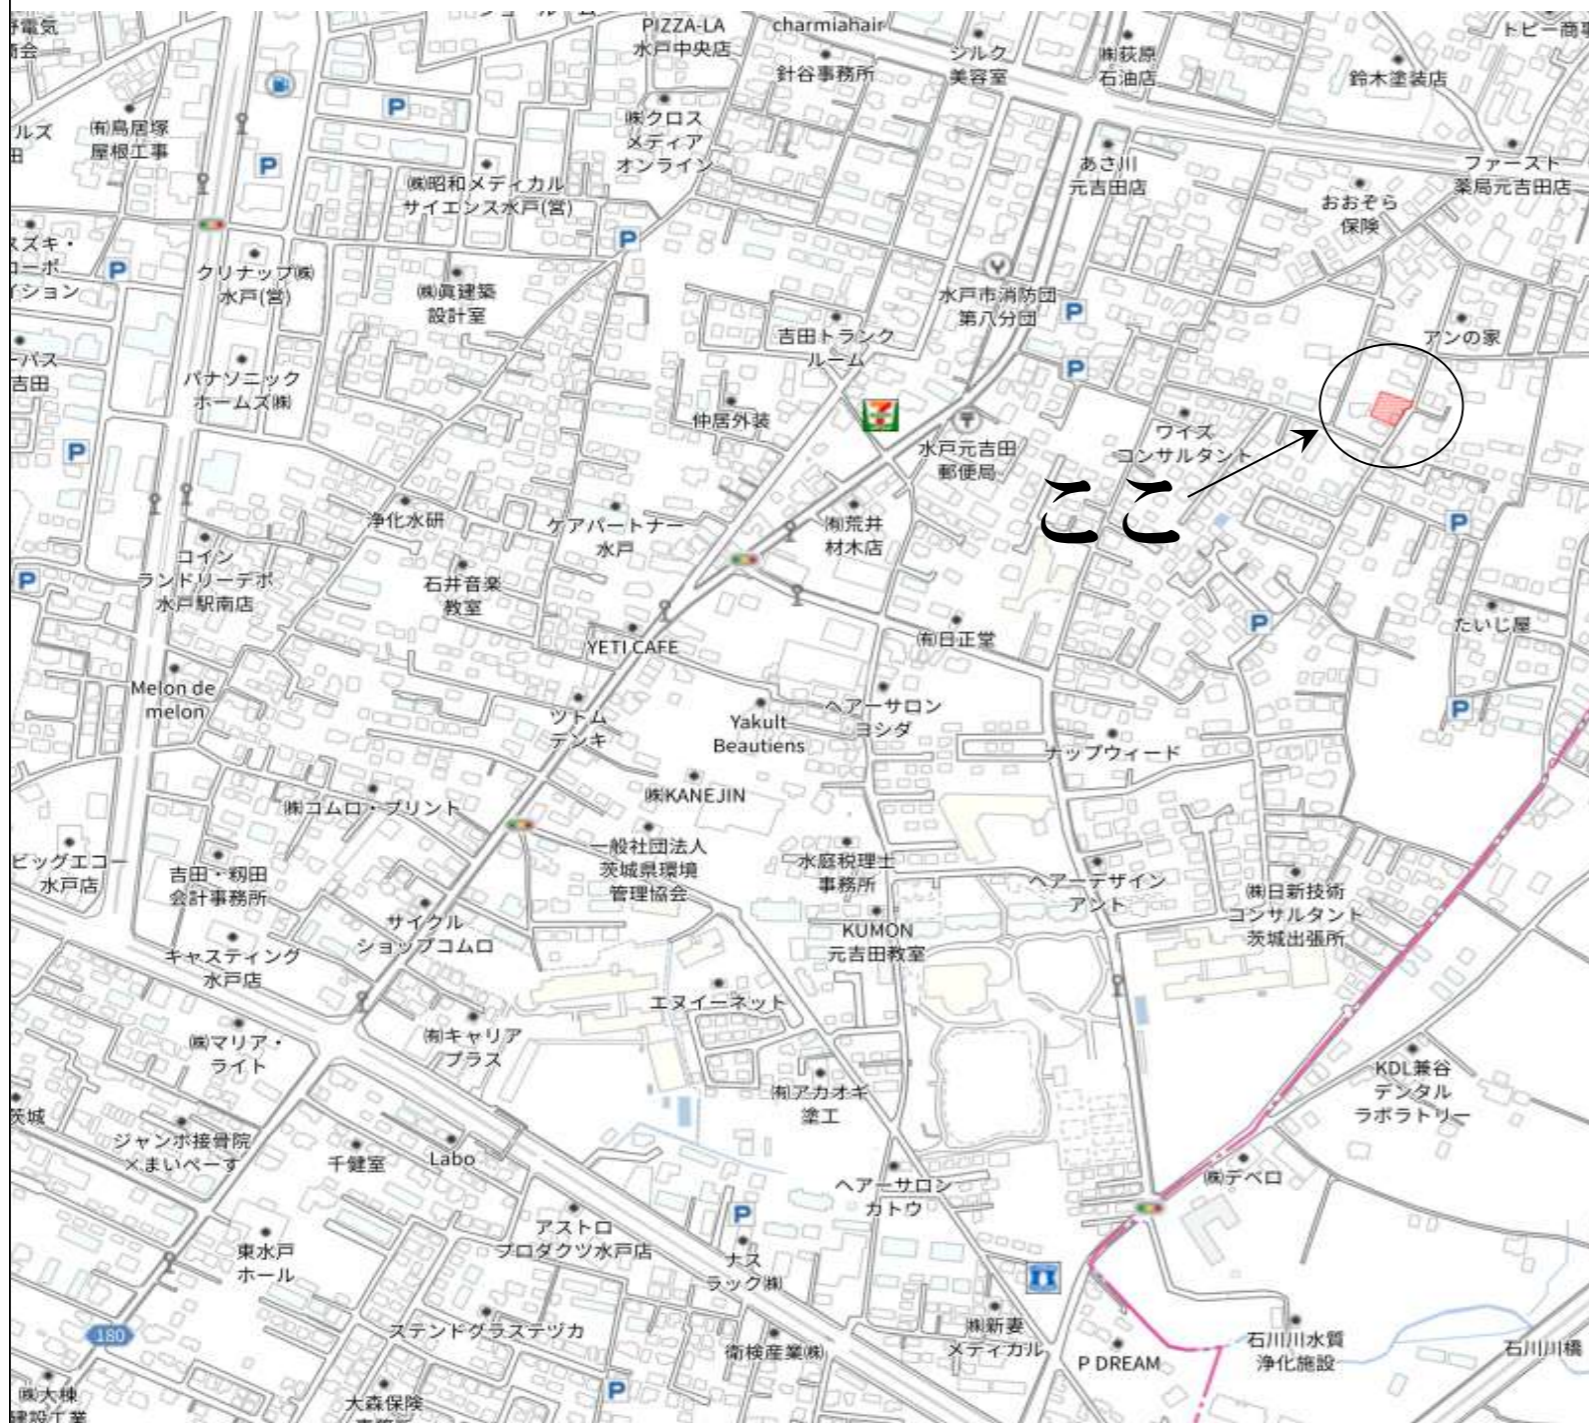 PIZZA-LA
水戸中央店
charmiahair
針谷事務所
シルク
美容室
㈱荻原
石油店
鈴木塗装店
㈲鳥居塚
屋根工事
㈱クロス
メディア
オンライン
㈱昭和メディカル
サイエンス水戸(営)
あさ川
元吉田店
ファースト
薬局元吉田店
おおぞら
保険
クリナップ㈱
水戸(営)
㈱眞建築
設計室
水戸市消防団
第八分団
吉田トランク
ルーム
アンの家
パナソニック
ホームズ㈱
仲居外装
水戸元吉田
郵便局
ワイズ
コンサルタント
ここ
浄化水研
ケアパートナー
水戸
㈲荒井
材木店
コイン
ランドリーデポ
水戸駅南店
石井音楽
教室
YETI CAFE
㈲日正堂
たいじ屋
Melon de
melon
ツトム
デンキ
Yakult
Beautiens
ヘアーサロン
ヨシダ
ナップウィード
㈱コムロ・プリント
㈱KANEJIN
ビッグエコー
水戸店
吉田・籾田
会計事務所
一般社団法人
茨城県環境
管理協会
水庭税理士
事務所
ヘアーデザイン
アント
㈱日新技術
コンサルタント
茨城出張所
サイクル
ショップコムロ
KUMON
元吉田教室
キャスティング
水戸店
エヌイーネット
㈱マリア・
ライト
㈲キャリア
プラス
㈲アカオギ
塗工
KDL兼谷
デンタル
ラボラトリー
茨城
ジャンボ接骨院
×まいぺーす
千健室
Labo
ヘアーサロン
カトウ
㈱デベロ
東水戸
ホール
アストロ
プロダクツ水戸店
ナス
ラック㈱
180
ステンドグラステヅカ
衛検産業㈱
㈱新妻
メディカル
P DREAM
石川川水質
浄化施設
石川川橋
㈱大棟
建設工業
大森保険